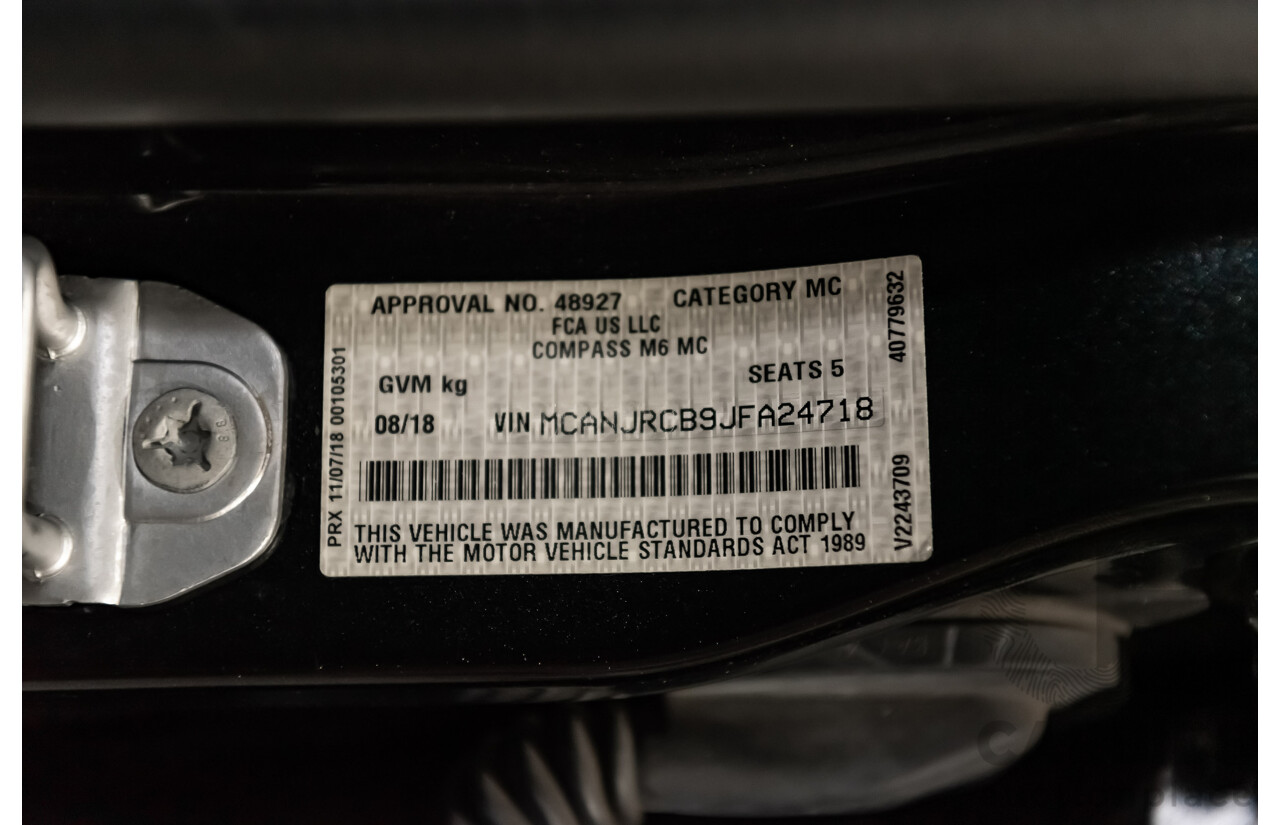 APPROVAL NO. 48927 CATEGORY MC
FCA US LLC
COMPASS M6 MC
GVM kg SEATS 5
08/18 VIN MCANJRCB9JFA24718
THIS VEHICLE WAS MANUFACTURED TO COMPLY
WITH THE MOTOR VEHICLE STANDARDS ACT 1989
PRX 11/07/18 00105301
40779632
V2243709
8.8